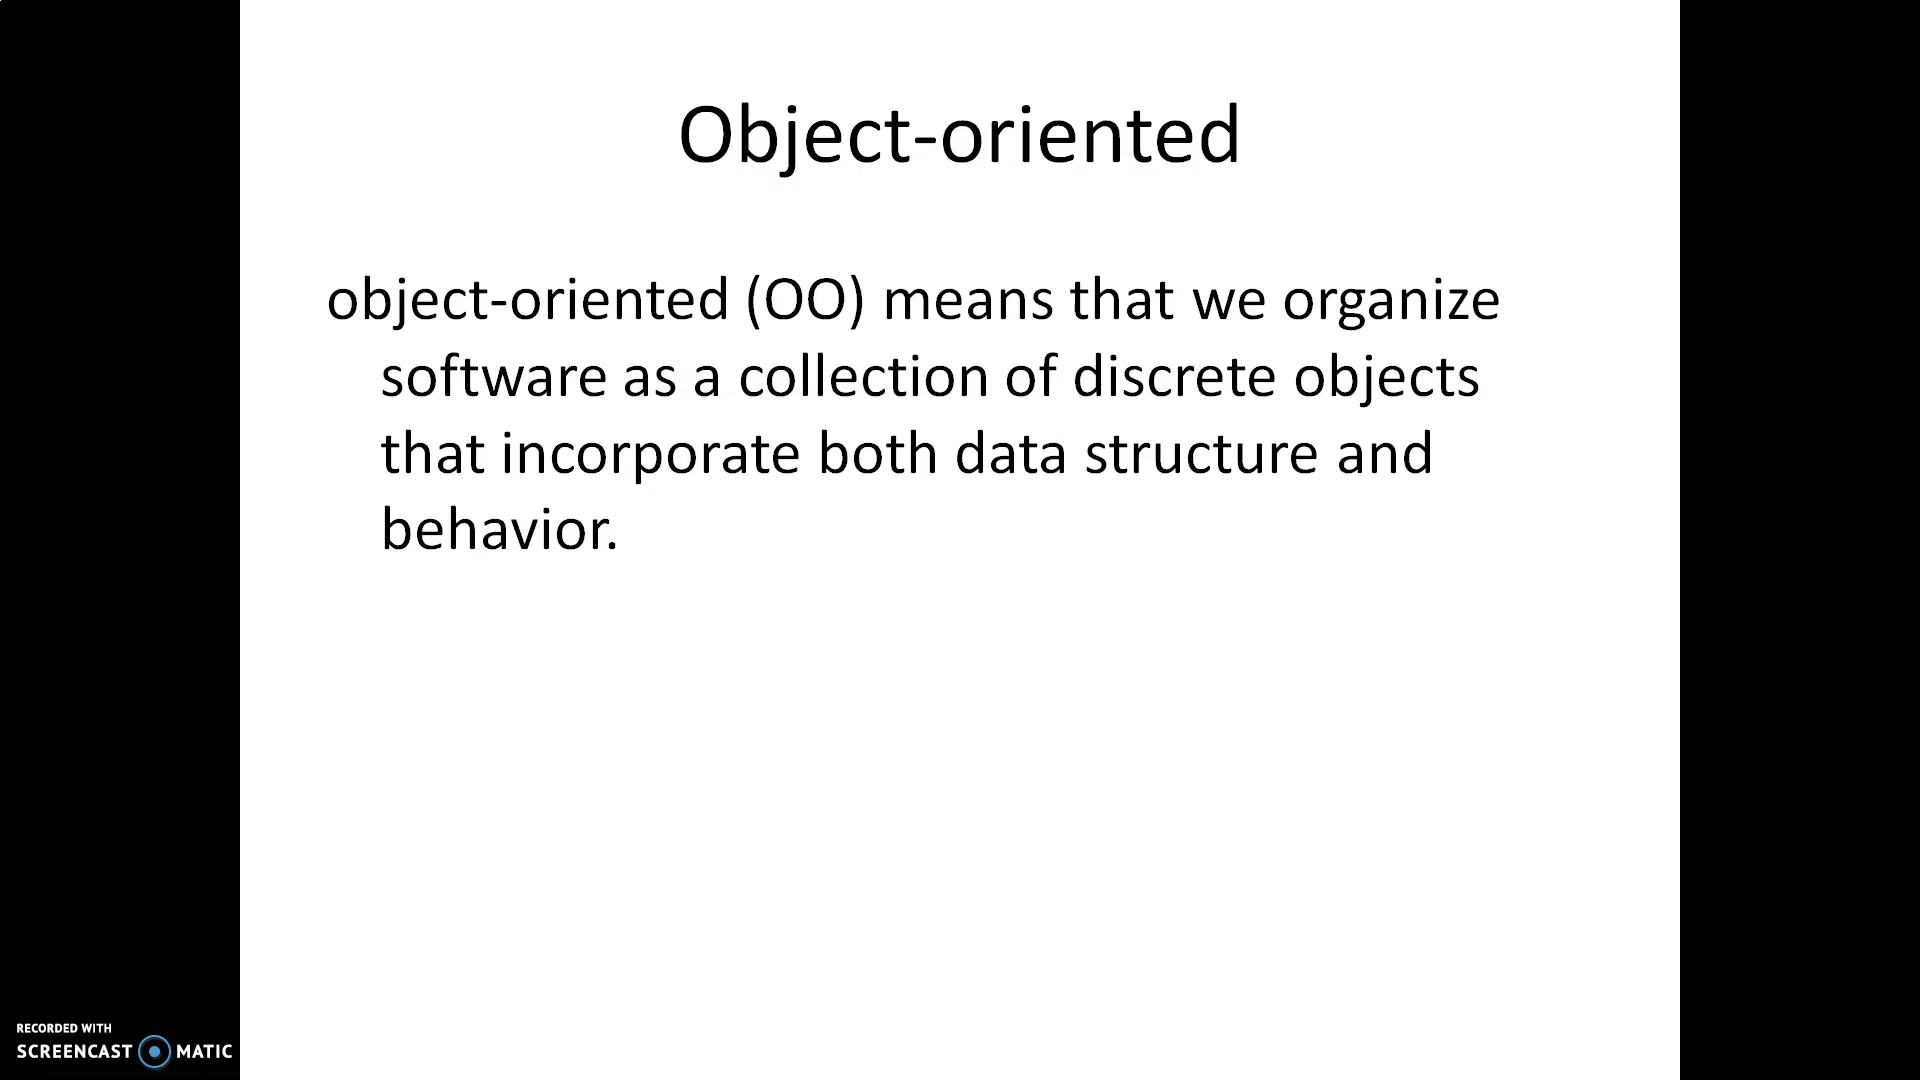 Object-oriented
object-oriented (OO) means that we organize
software as a collection of discrete objects
that incorporate both data structure and
behavior.
RECORDED WITH
SCREENCAST MATIC